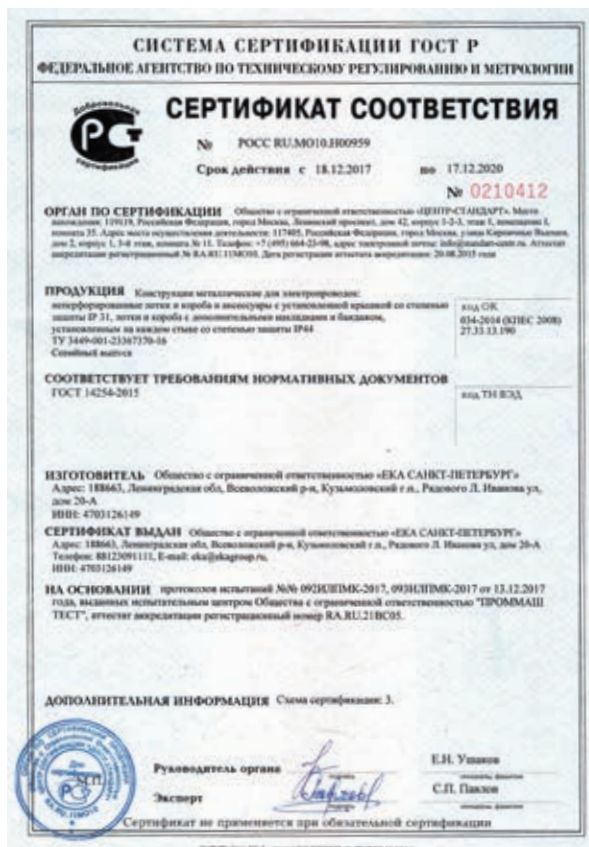 СИСТЕМА СЕРТИФИКАЦИИ ГОСТ Р
ФЕДЕРАЛЬНОЕ АГЕНТСТВО ПО ТЕХНИЧЕСКОМУ РЕГУЛИРОВАНИЮ И МЕТРОЛОГИИ
Добровольная
сертификация
СЕРТИФИКАТ СООТВЕТСТВИЯ
№ РОСС RU.МО10.Н00959
Срок действия с 18.12.2017 по 17.12.2020
№ 0210412
ОРГАН ПО СЕРТИФИКАЦИИ Общество с ограниченной ответственностью «ЦЕНТР-СТАНДАРТ». Место
нахождения: 119119, Российская Федерация, город Москва, Ленинский проспект, дом 42, корпус 1-2-3, этаж 1, помещение I,
комната 35. Адрес места осуществления деятельности: 117405, Российская Федерация, город Москва, улица Кирпичные Выемки,
дом 2, корпус 1, 3-й этаж, комната № 11. Телефон: +7 (495) 664-23-98, адрес электронной почты: Аттестат
аккредитации регистрационный № RA.RU.11МО10. Дата регистрации аттестата аккредитации: 20.08.2015 года
ПРОДУКЦИЯ Конструкции металлические для электропроводок:
неперфорированные лотки и короба и аксессуары с установленной крышкой со степенью
защиты IP 31, лотки и короба с дополнительными накладками и бандажом,
установленным на каждом стыке со степенью защиты IP44
ТУ 3449-001-23367370-16
Серийный выпуск
код ОК
034-2014 (КПЕС 2008)
27.33.13.190
СООТВЕТСТВУЕТ ТРЕБОВАНИЯМ НОРМАТИВНЫХ ДОКУМЕНТОВ
ГОСТ 14254-2015
код ТН ВЭД
ИЗГОТОВИТЕЛЬ Общество с ограниченной ответственностью «ЕКА САНКТ-ПЕТЕРБУРГ»
Адрес: 188663, Ленинградская обл, Всеволожский р-н, Кузьмоловский г.п., Рядового Л. Иванова ул,
дом 20-А
ИНН: 4703126149
СЕРТИФИКАТ ВЫДАН Общество с ограниченной ответственностью «ЕКА САНКТ-ПЕТЕРБУРГ»
Адрес: 188663, Ленинградская обл, Всеволожский р-н, Кузьмоловский г.п., Рядового Л. Иванова ул, дом 20-А
Телефон: 88123091111, E-mail: eka@ekagroup.ru,
ИНН: 4703126149
НА ОСНОВАНИИ протоколов испытаний №№ 092ИЛПМК-2017, 093ИЛПМК-2017 от 13.12.2017
года, выданных испытательным центром Общества с ограниченной ответственностью "ПРОММАШ
ТЕСТ", аттестат аккредитации регистрационный номер RA.RU.21ВС05.
ДОПОЛНИТЕЛЬНАЯ ИНФОРМАЦИЯ Схема сертификации: 3.
М.П.
Руководитель органа
Е.Н. Ушаков
Эксперт
С.П. Павлов
Сертификат не применяется при обязательной сертификации